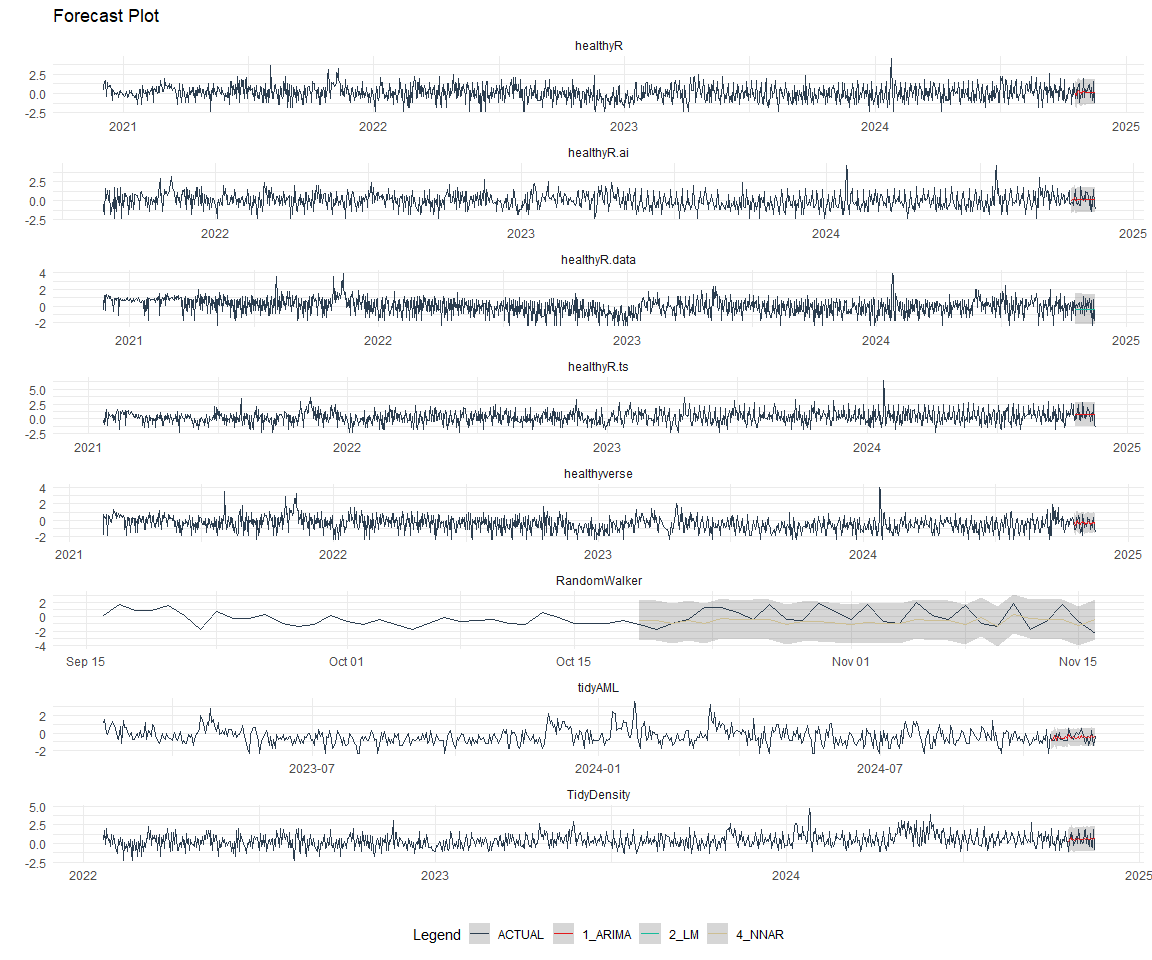 Forecast Plot
healthyR
2.5
0.0
-2.5
2021 2022 2023 2024 2025
healthyR.ai
2.5
0.0
-2.5
2022 2023 2024 2025
healthyR.data
4
2
0
-2
2021 2022 2023 2024 2025
healthyR.ts
5.0
2.5
0.0
-2.5
2021 2022 2023 2024 2025
healthyverse
4
2
0
-2
2021 2022 2023 2024 2025
RandomWalker
2
0
-2
-4
Sep 15 Oct 01 Oct 15 Nov 01 Nov 15
tidyAML
2
0
-2
2023-07 2024-01 2024-07
TidyDensity
5.0
2.5
0.0
-2.5
2022 2023 2024 2025
Legend ACTUAL 1_ARIMA 2_LM 4_NNAR